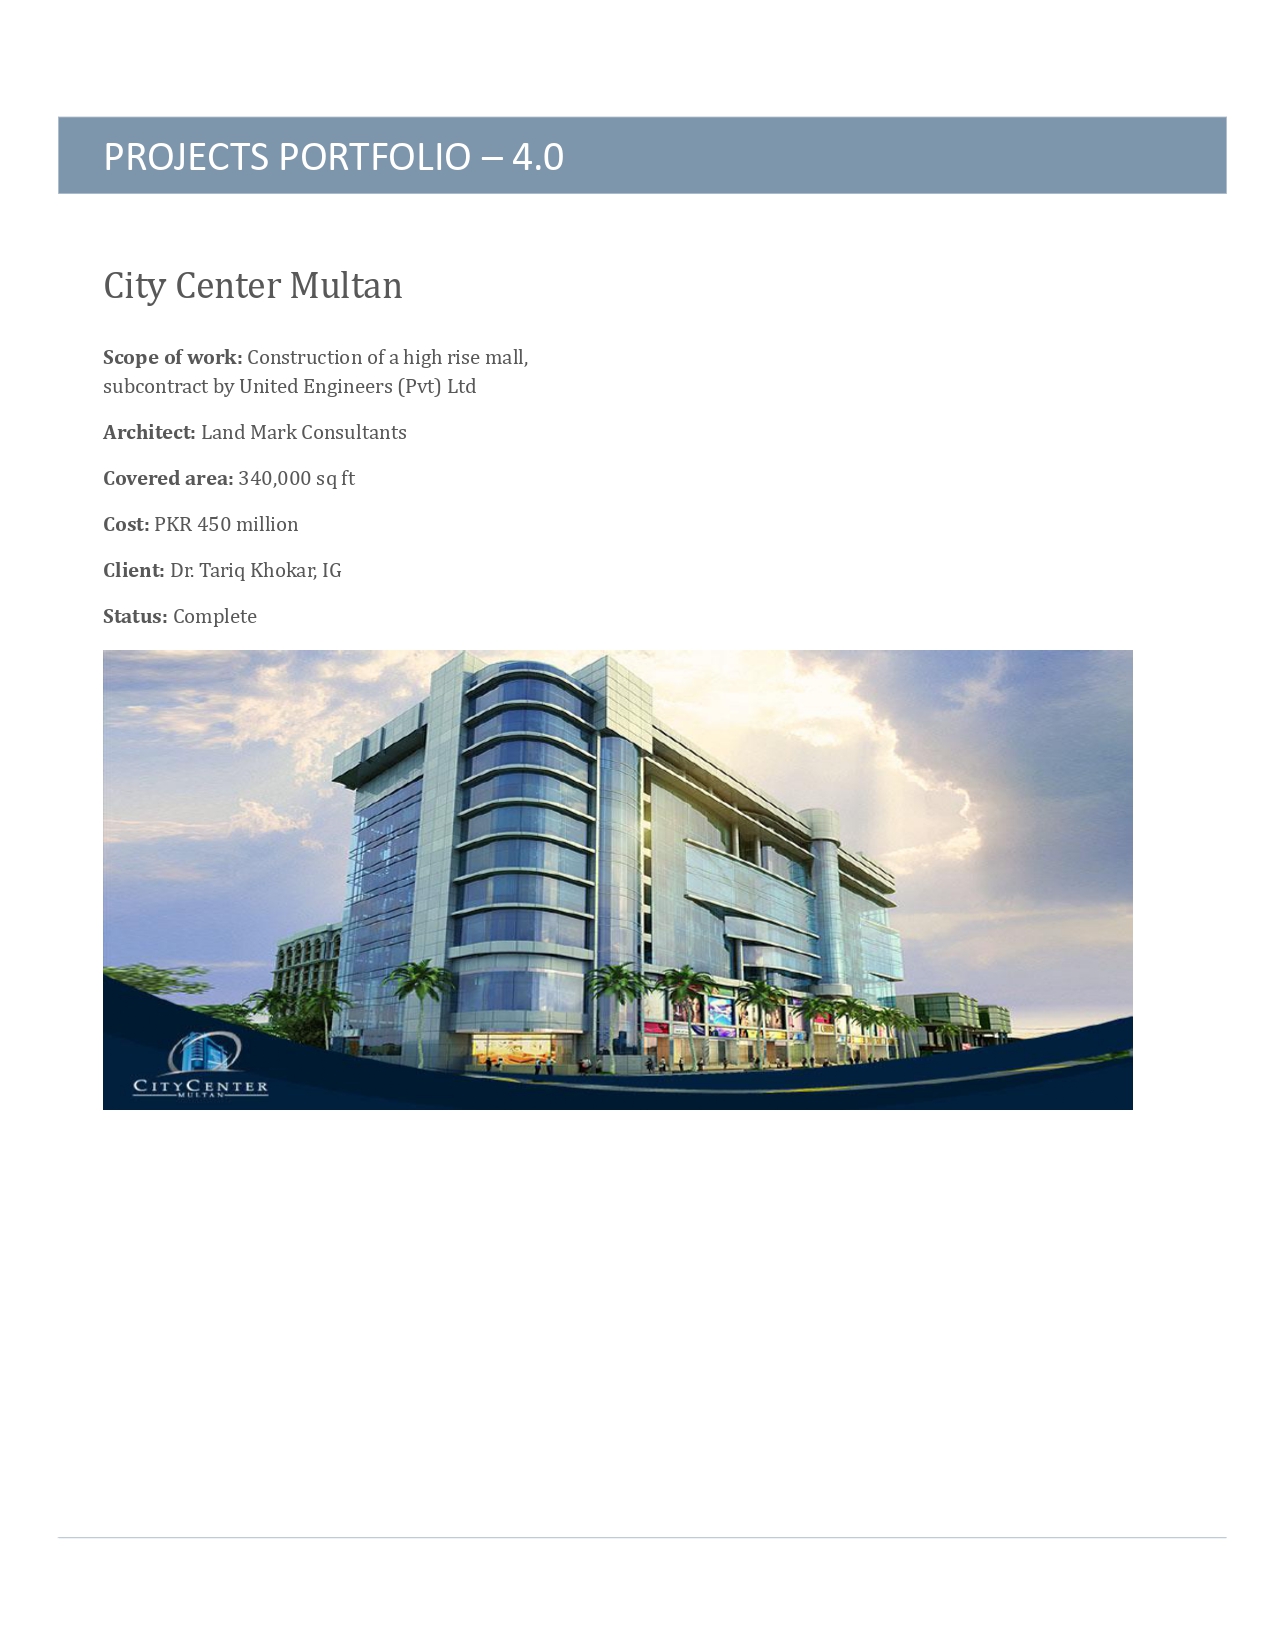 PROJECTS PORTFOLIO – 4.0
City Center Multan
Scope of work: Construction of a high rise mall,
subcontract by United Engineers (Pvt) Ltd
Architect: Land Mark Consultants
Covered area: 340,000 sq ft
Cost: PKR 450 million
Client: Dr. Tariq Khokar, IG
Status: Complete
CITYCENTER
MULTAN